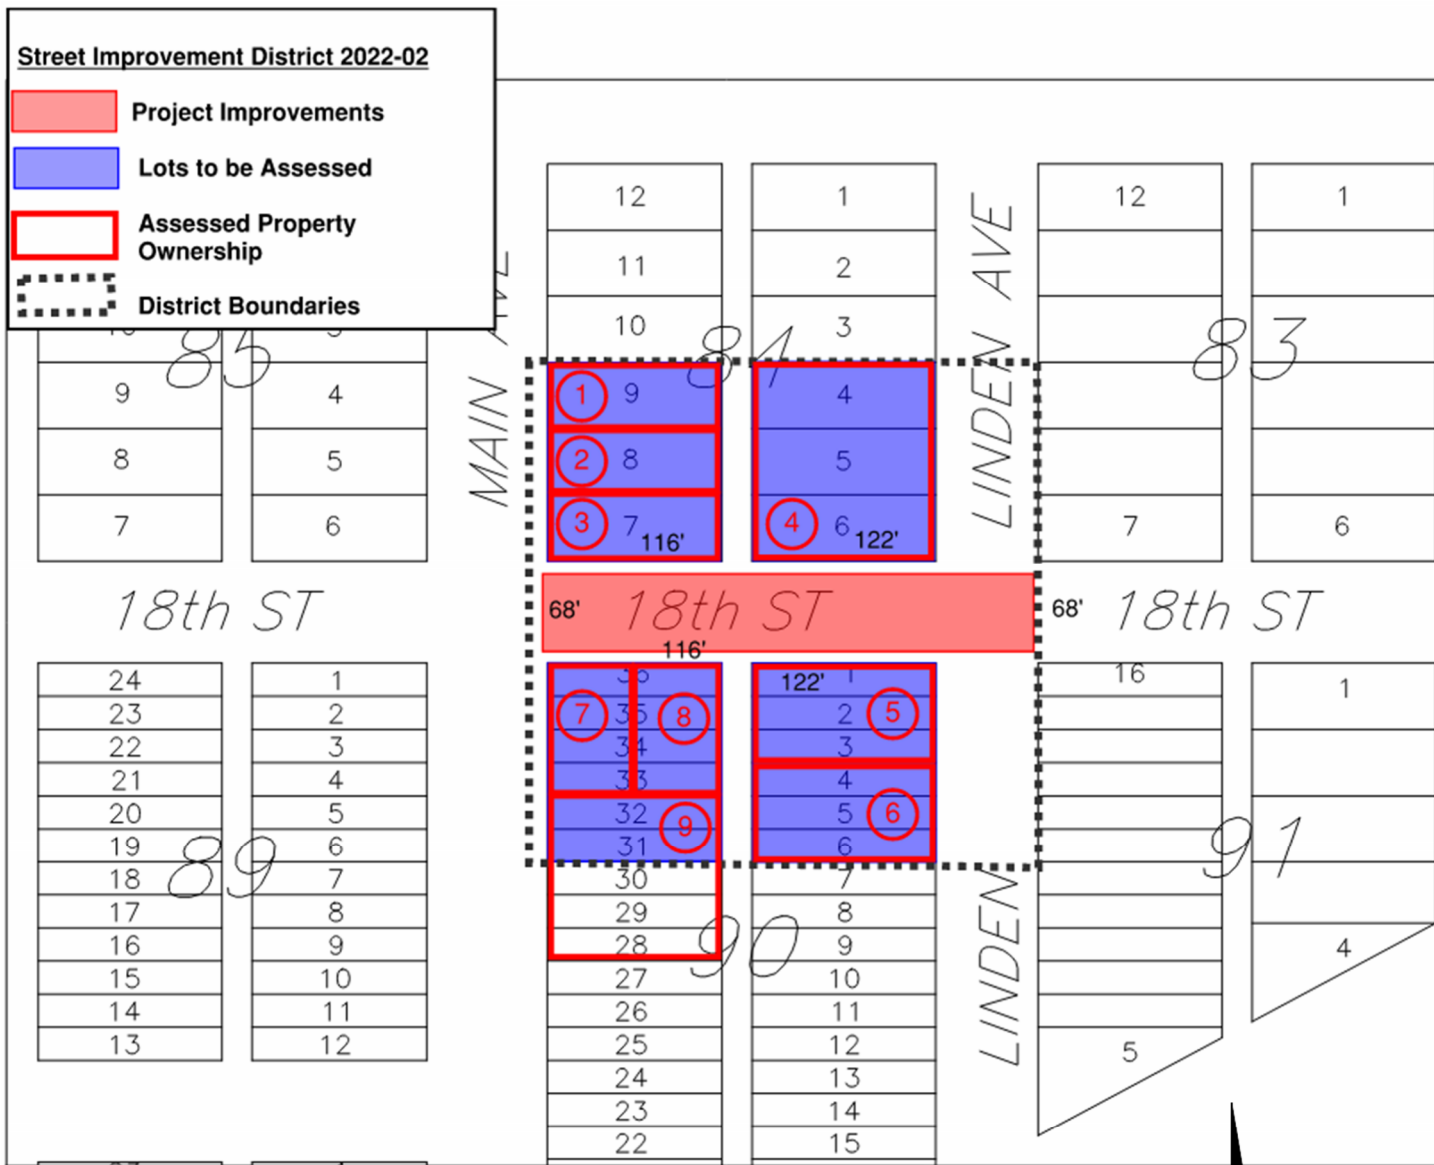 Street Improvement District 2022-02
Project Improvements
Lots to be Assessed
Assessed Property
Ownership
District Boundaries
12 1 12 1
11 2
10 3
MAIN AVE
LINDEN AVE
85 84 83
9 4 1 9 4
8 5 2 8 5
7 6 3 7 116' 4 6 122' 7 6
18th ST 68' 18th ST 68' 18th ST
116'
24 1 36 122' 1 16 1
23 2 7 35 8 2 5
22 3 34 3
21 4 33 4
20 5 32 9 5 6
19 6 31 6
89 90 91
18 7 30 7
17 8 29 8
16 9 28 9 4
15 10 27 10
14 11 26 11
13 12 25 12 5
LINDEN
24 13
23 14
22 15